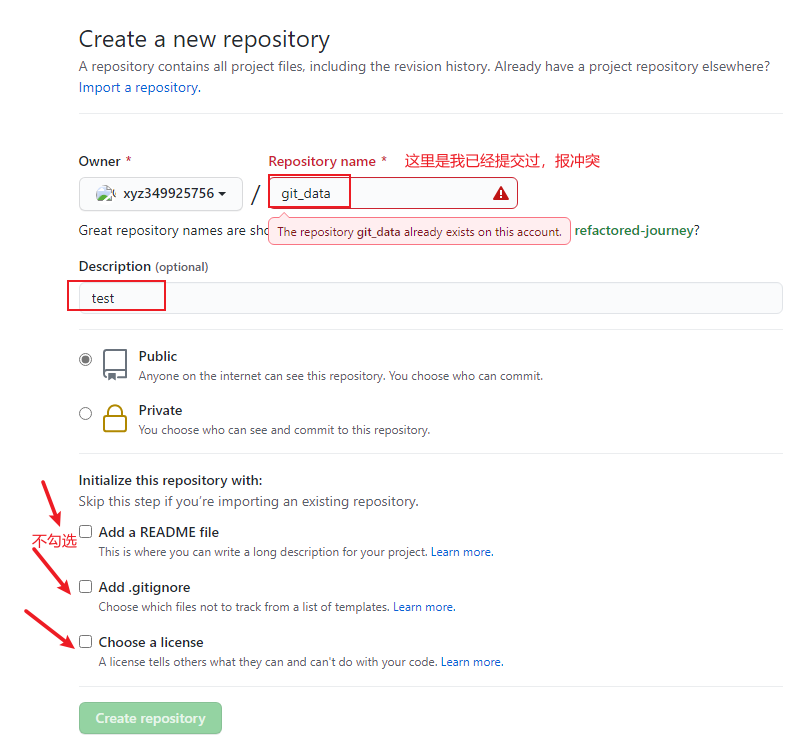 Create a new repository
A repository contains all project files, including the revision history. Already have a project repository elsewhere?
Import a repository.
Owner *
Repository name *
这里是我已经提交过，报冲突
xyz349925756
/
git_data
Great repository names are sho
The repository git_data already exists on this account.
refactored-journey?
Description (optional)
test
Public
Anyone on the internet can see this repository. You choose who can commit.
Private
You choose who can see and commit to this repository.
Initialize this repository with:
Skip this step if you're importing an existing repository.
不勾选
Add a README file
This is where you can write a long description for your project. Learn more.
Add .gitignore
Choose which files not to track from a list of templates. Learn more.
Choose a license
A license tells others what they can and can't do with your code. Learn more.
Create repository